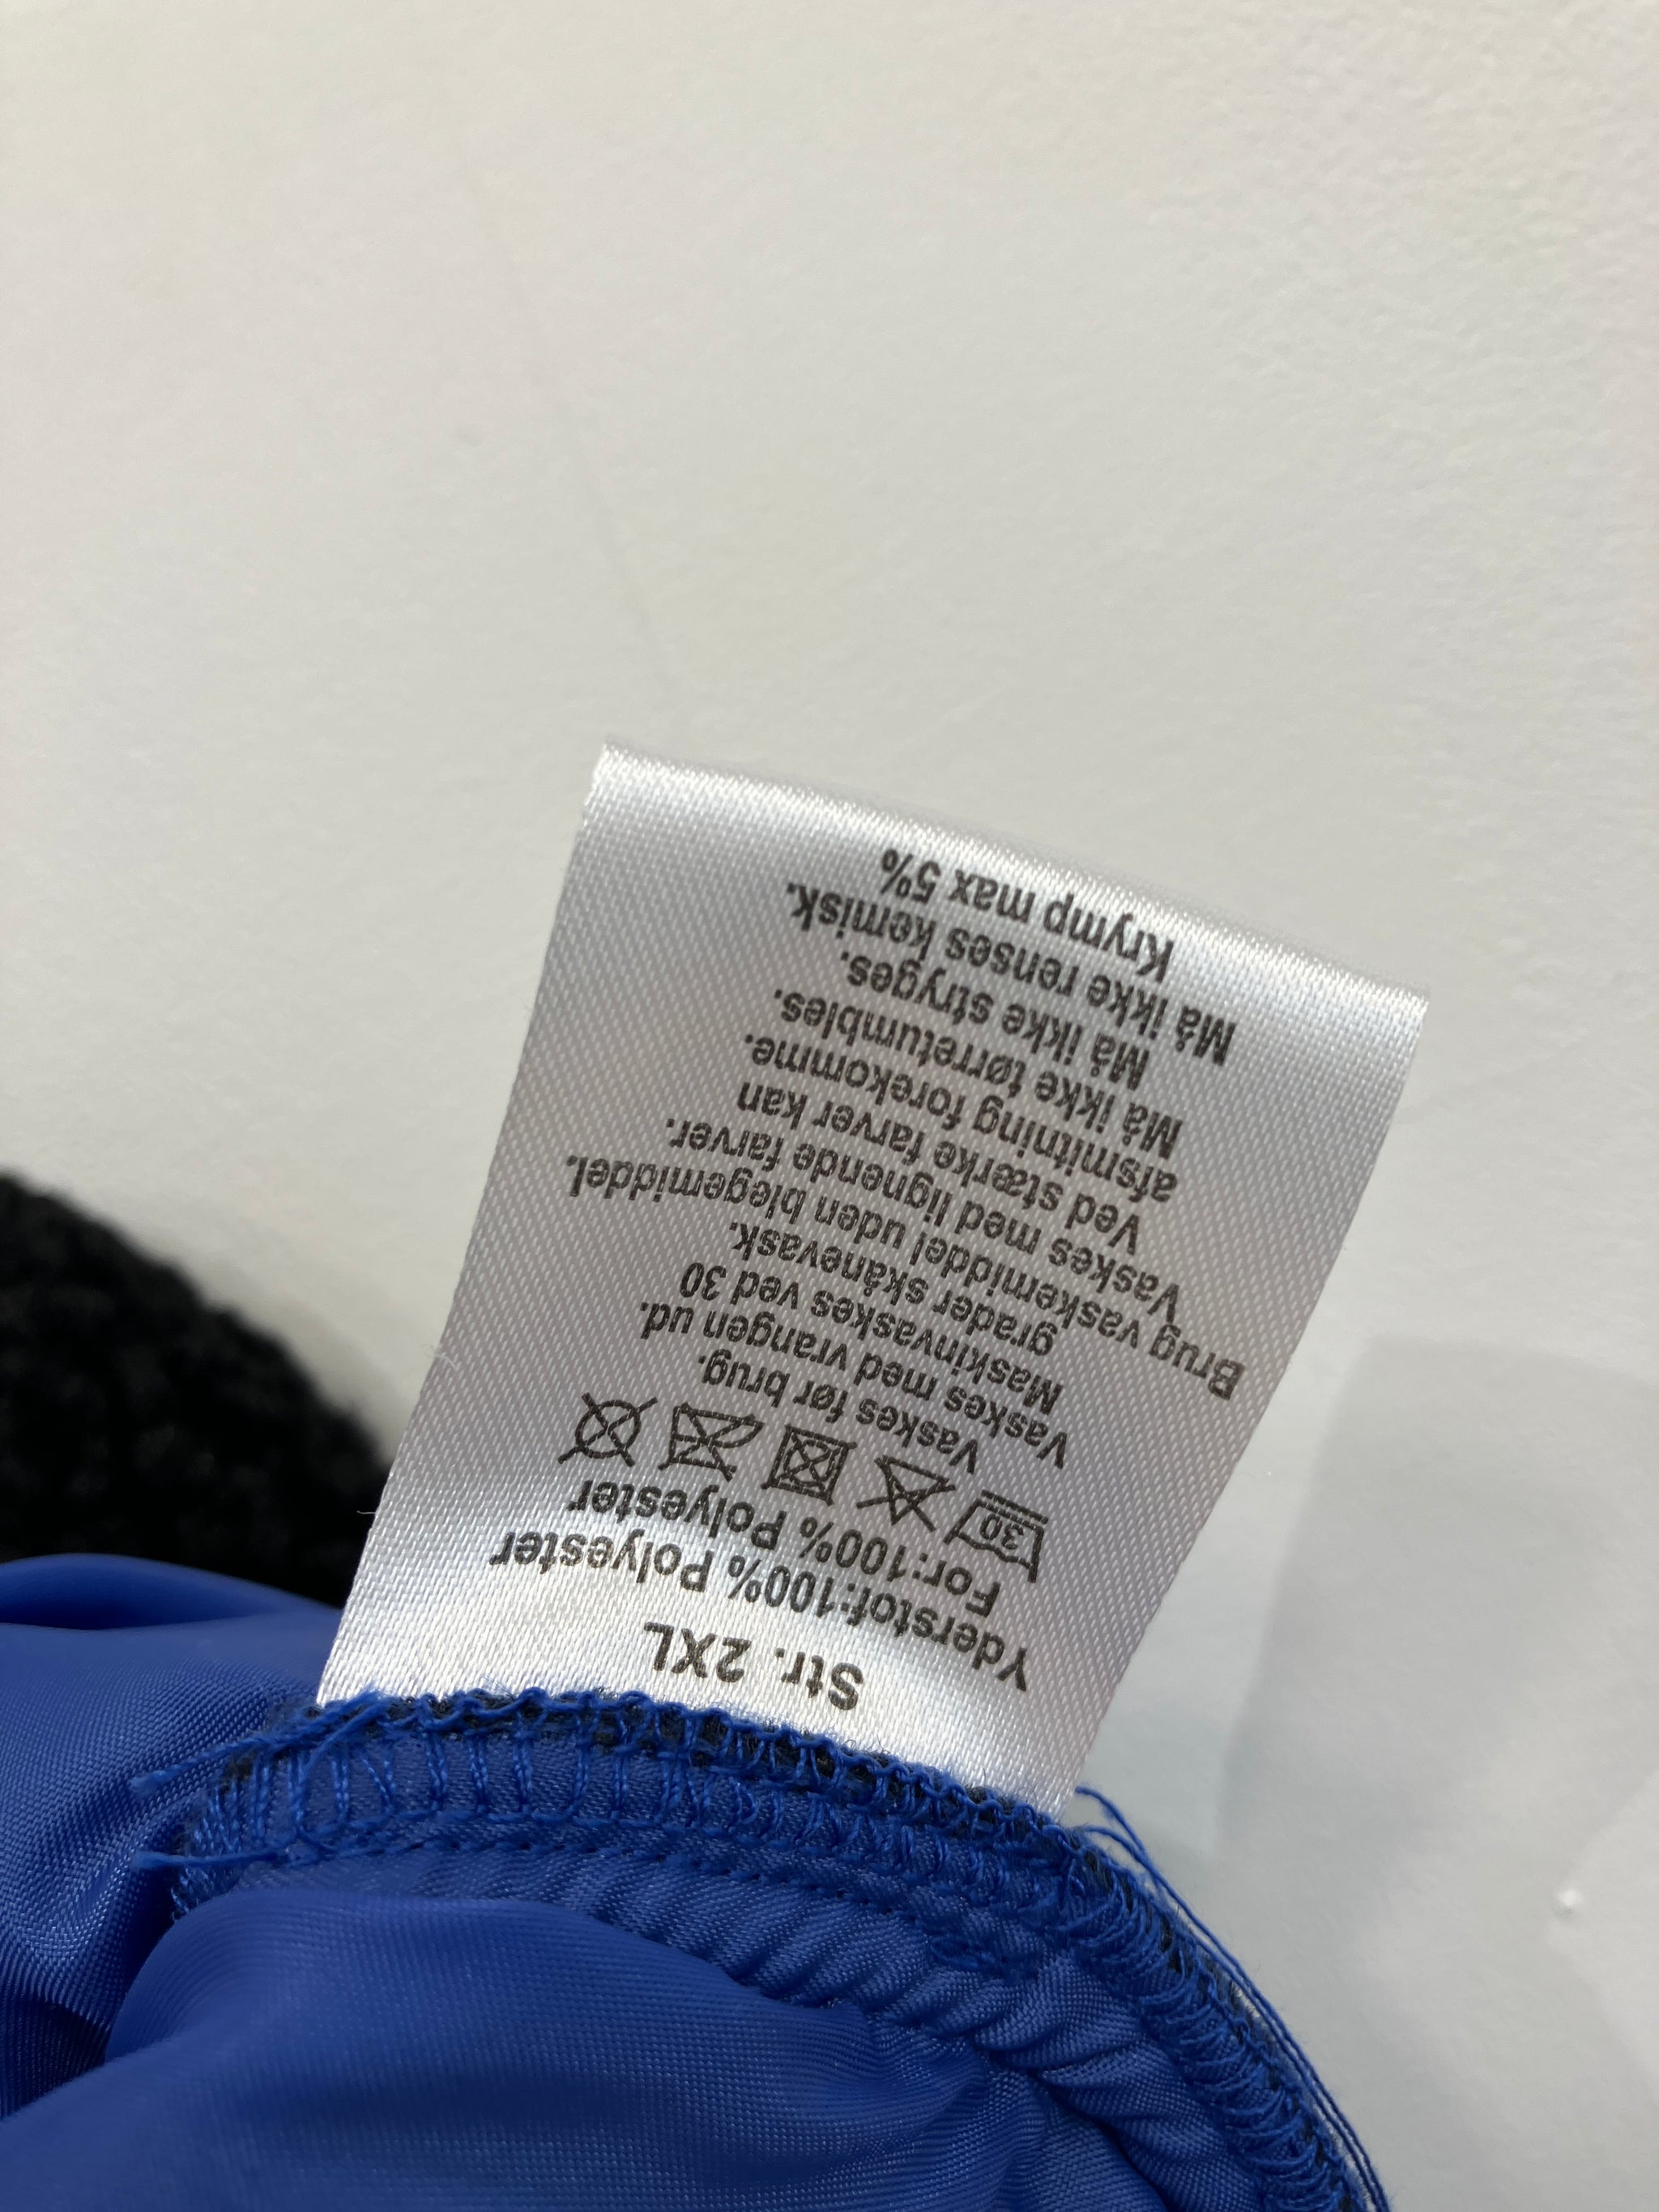 Str. 2XL
Yderstof:100% Polyester
For:100% Polyester
30
Vaskes før brug.
Vaskes med vrangen ud.
Maskinvaskes ved 30
grader skånevask.
Brug vaskemiddel uden blegemiddel.
Vaskes med lignende farver.
Ved stærke farver kan
afsmitning forekomme.
Må ikke tørretumbles.
Må ikke stryges.
Må ikke renses kemisk.
Krymp max 5%